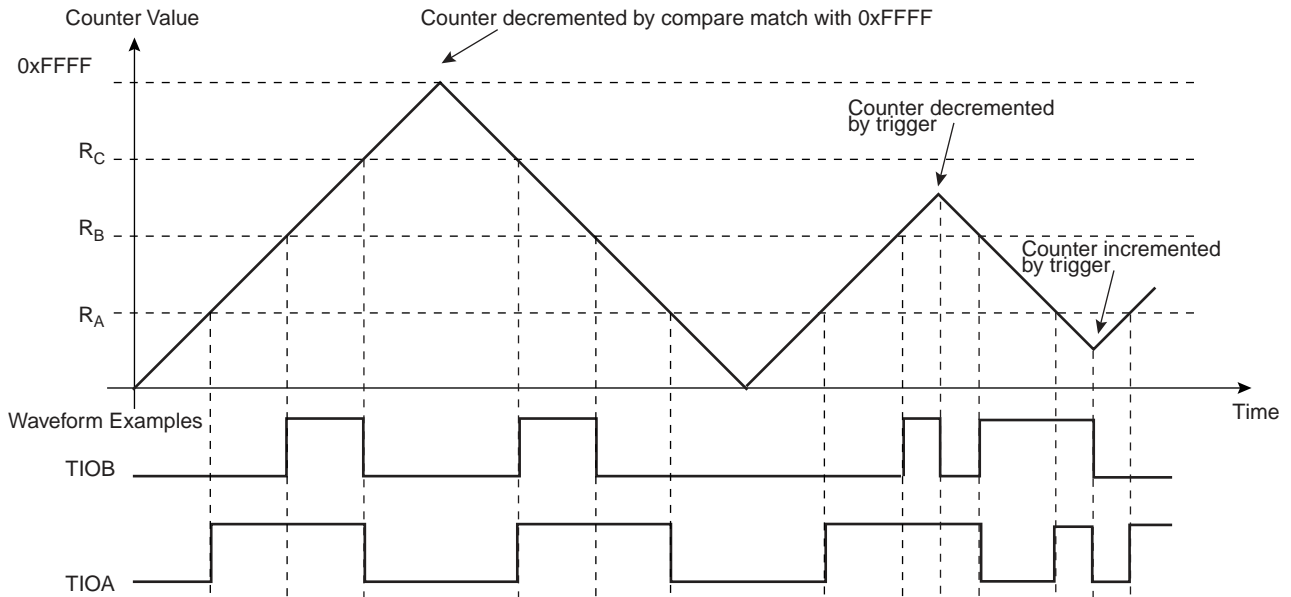 Counter Value
Counter decremented by compare match with 0xFFFF
0xFFFF
Counter decremented
by trigger
RC
RB
Counter incremented
by trigger
RA
Time
Waveform Examples
TIOB
TIOA